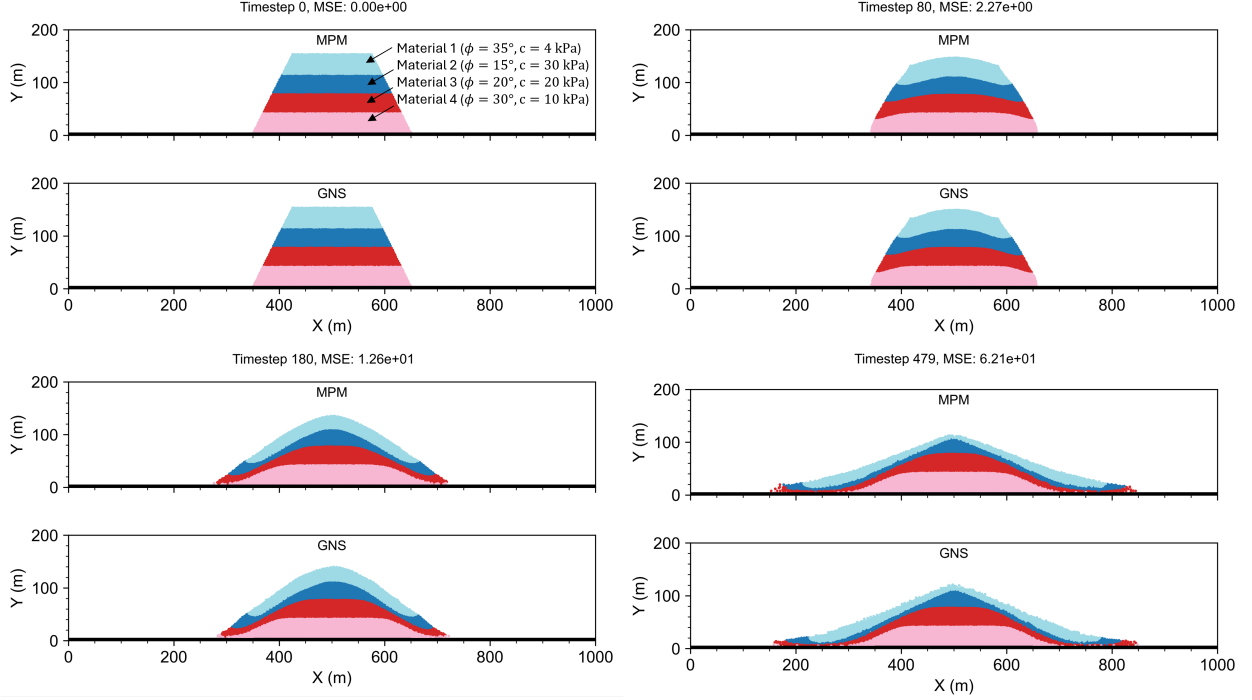 Timestep 0, MSE: 0.00e+00
MPM
Material 1 (ϕ = 35°, c = 4 kPa)
Material 2 (ϕ = 15°, c = 30 kPa)
Material 3 (ϕ = 20°, c = 20 kPa)
Material 4 (ϕ = 30°, c = 10 kPa)
200
100
0
Y (m)
GNS
200
100
0
Y (m)
0 200 400 600 800 1000
X (m)
Timestep 80, MSE: 2.27e+00
MPM
200
100
0
Y (m)
GNS
200
100
0
Y (m)
0 200 400 600 800 1000
X (m)
Timestep 180, MSE: 1.26e+01
MPM
200
100
0
Y (m)
GNS
200
100
0
Y (m)
0 200 400 600 800 1000
X (m)
Timestep 479, MSE: 6.21e+01
MPM
200
100
0
Y (m)
GNS
200
100
0
Y (m)
200 400 600 800 1000
X (m)